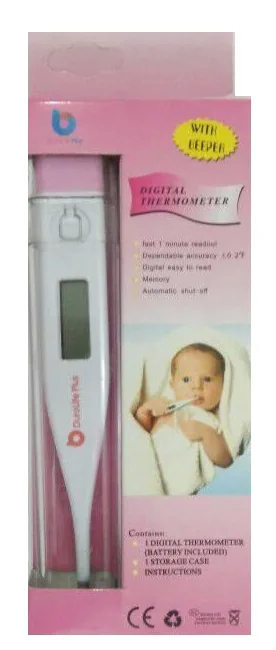 WITH
BEEPER
DIGITAL
THERMOMETER
fast 1 minute readout
Dependable accuracy ±0.2°F
Digital easy to read
Memory
Automatic shut off
DuroLife Plus
Contains:
1 DIGITAL THERMOMETER
(BATTERY INCLUDED)
1 STORAGE CASE
INSTRUCTIONS
CE